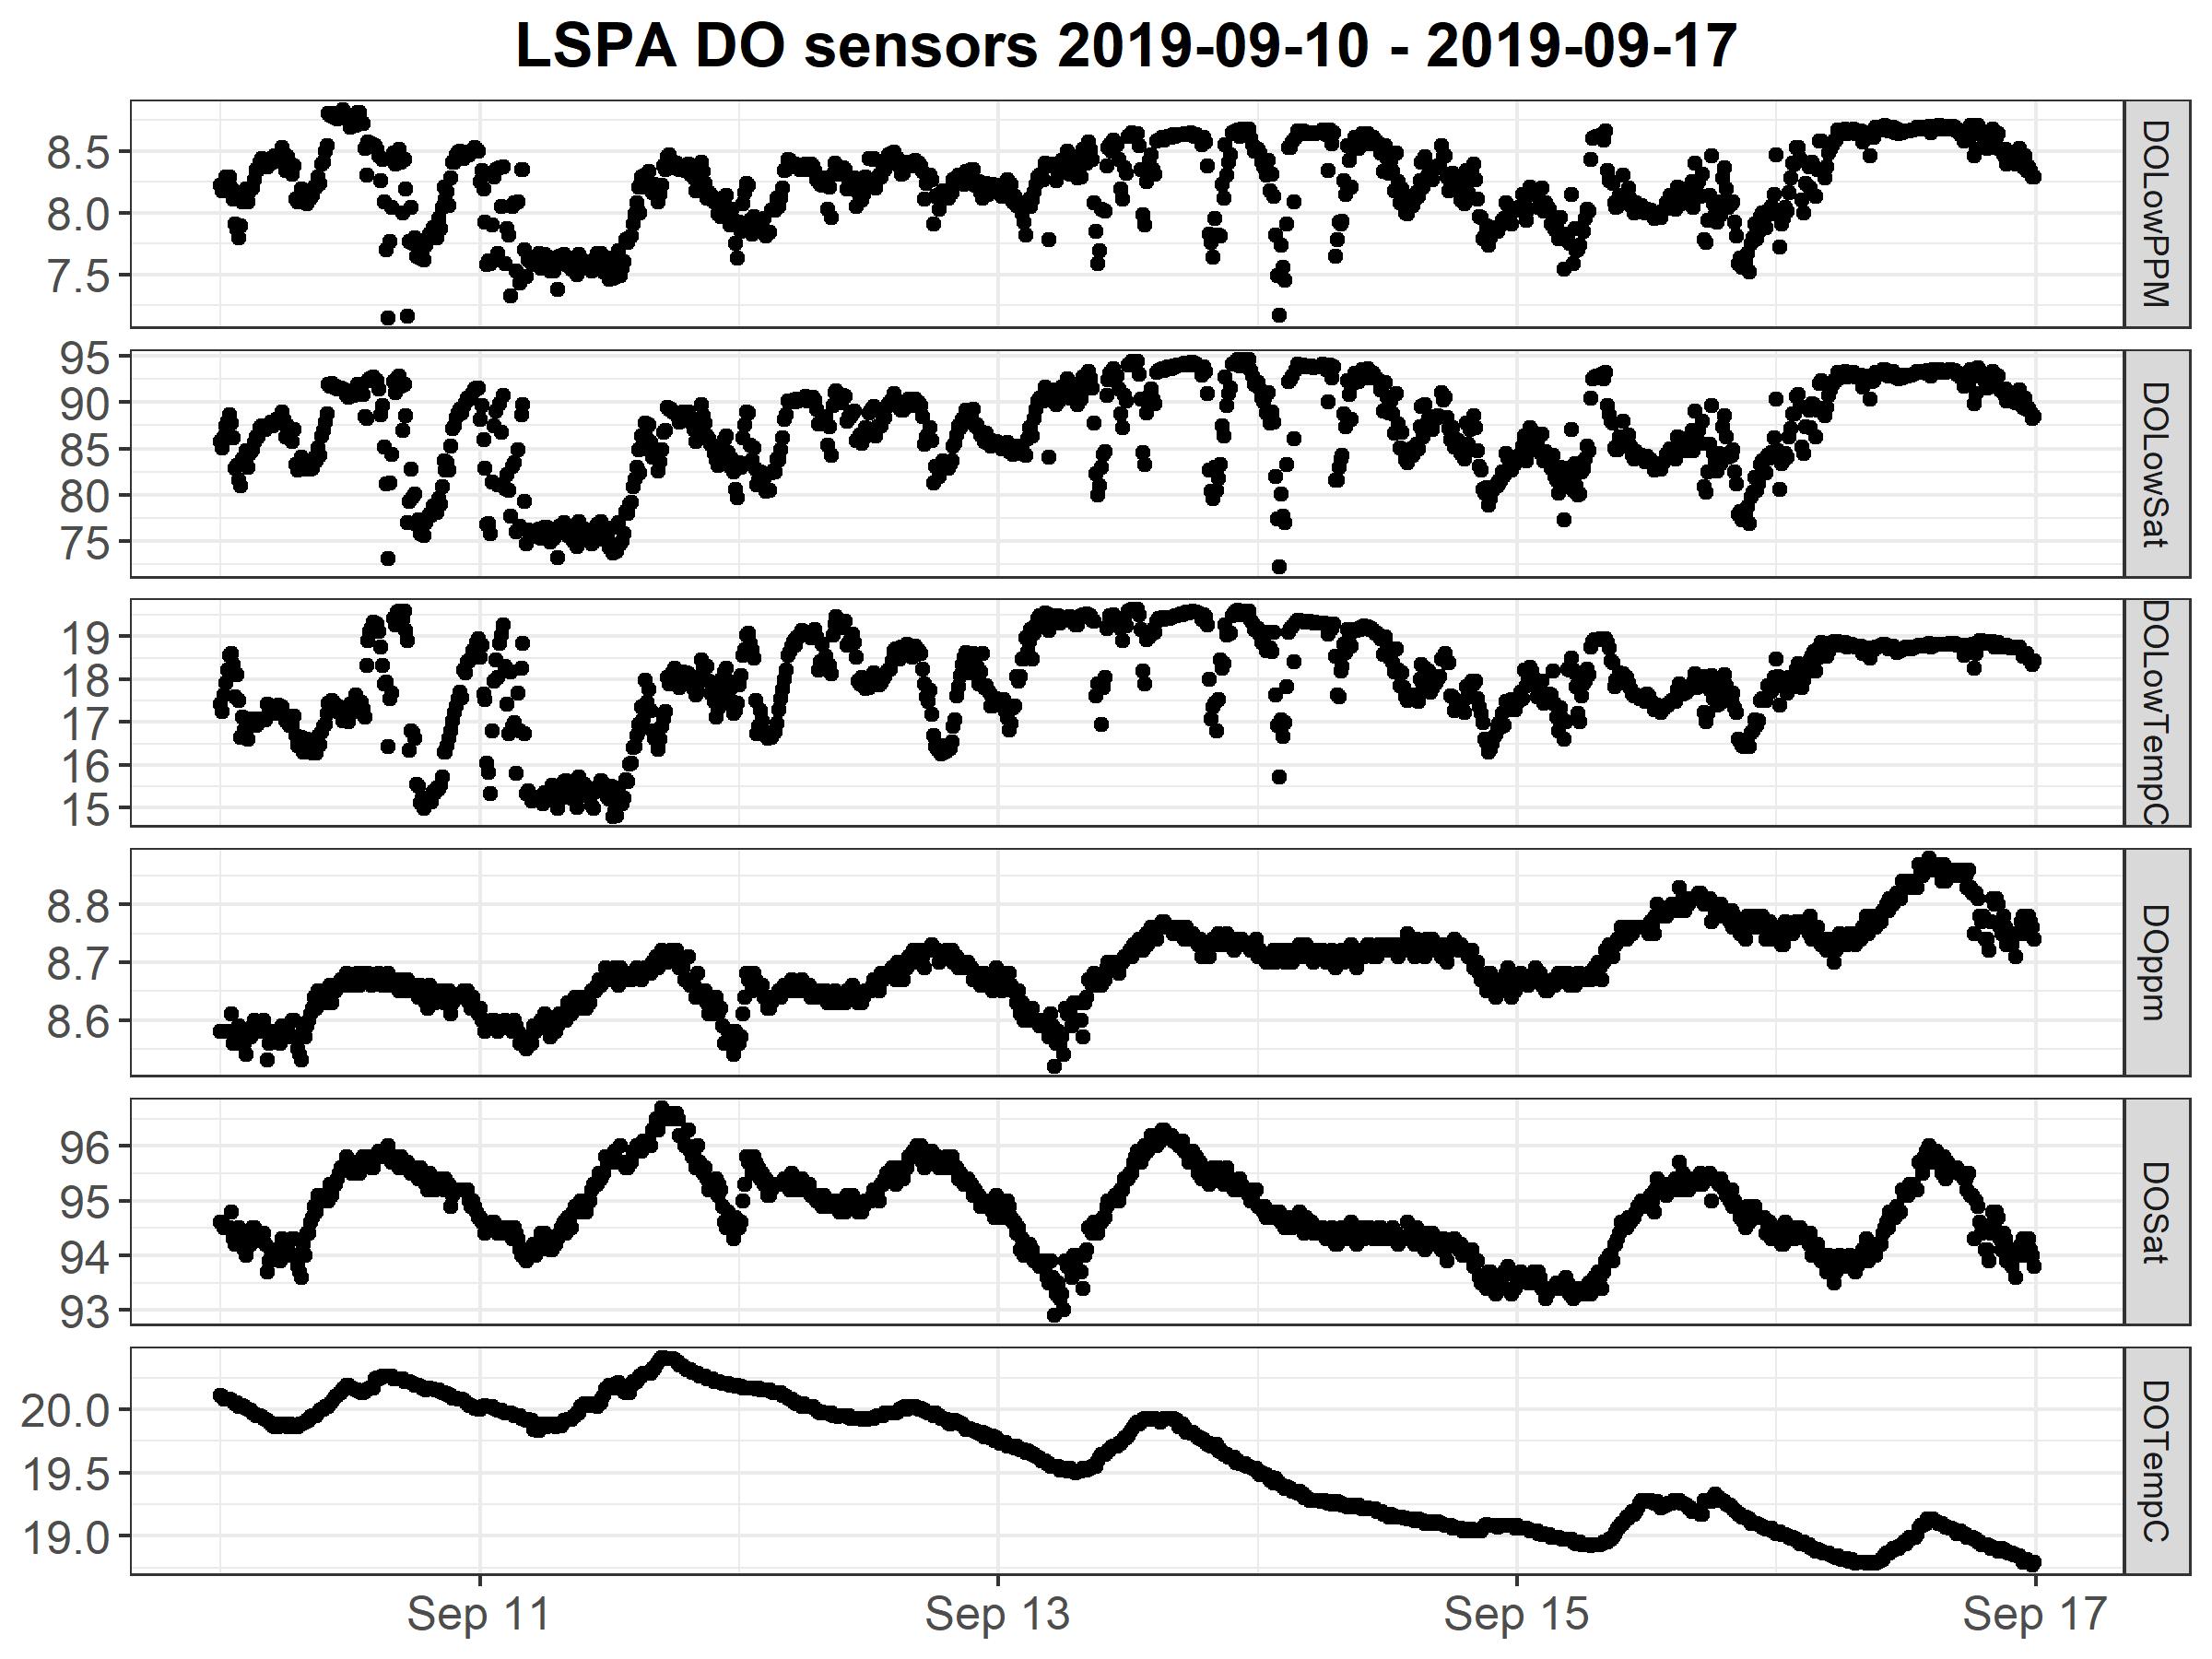 LSPA DO sensors 2019-09-10 - 2019-09-17
8.5
8.0
7.5
DOLowPPM
95
90
85
80
75
DOLowSat
19
18
17
16
15
DOLowTempC
8.8
8.7
8.6
DOppm
96
95
94
93
DOSat
20.0
19.5
19.0
DOTempC
Sep 11 Sep 13 Sep 15 Sep 17